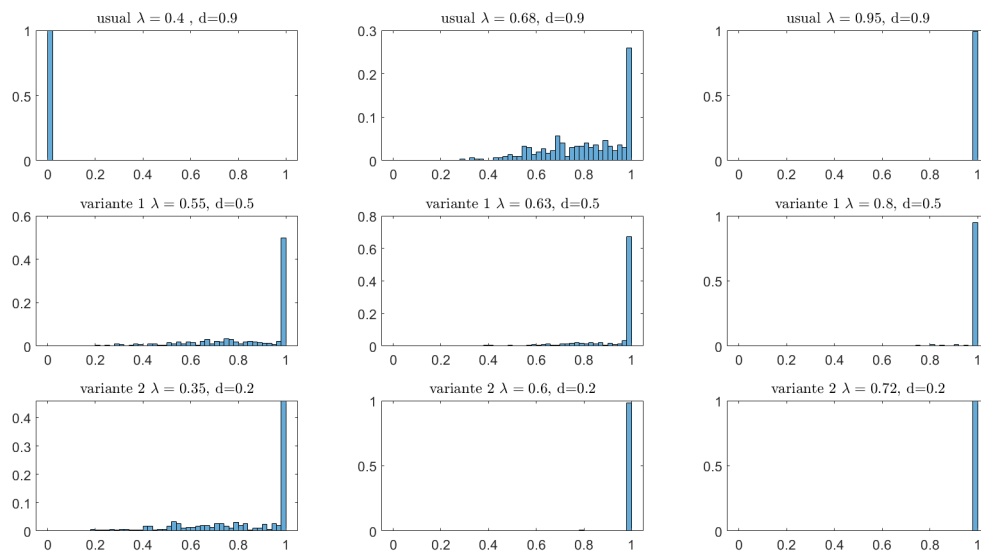 usual λ = 0.4 , d=0.9
1
0.5
0
0 0.2 0.4 0.6 0.8 1
usual λ = 0.68, d=0.9
0.3
0.2
0.1
0
0 0.2 0.4 0.6 0.8 1
usual λ = 0.95, d=0.9
1
0.5
0
0 0.2 0.4 0.6 0.8 1
variante 1 λ = 0.55, d=0.5
0.6
0.4
0.2
0
0 0.2 0.4 0.6 0.8 1
variante 1 λ = 0.63, d=0.5
0.8
0.6
0.4
0.2
0
0 0.2 0.4 0.6 0.8 1
variante 1 λ = 0.8, d=0.5
1
0.5
0
0 0.2 0.4 0.6 0.8 1
variante 2 λ = 0.35, d=0.2
0.4
0.3
0.2
0.1
0
0 0.2 0.4 0.6 0.8 1
variante 2 λ = 0.6, d=0.2
1
0.5
0
0 0.2 0.4 0.6 0.8 1
variante 2 λ = 0.72, d=0.2
1
0.5
0
0 0.2 0.4 0.6 0.8 1